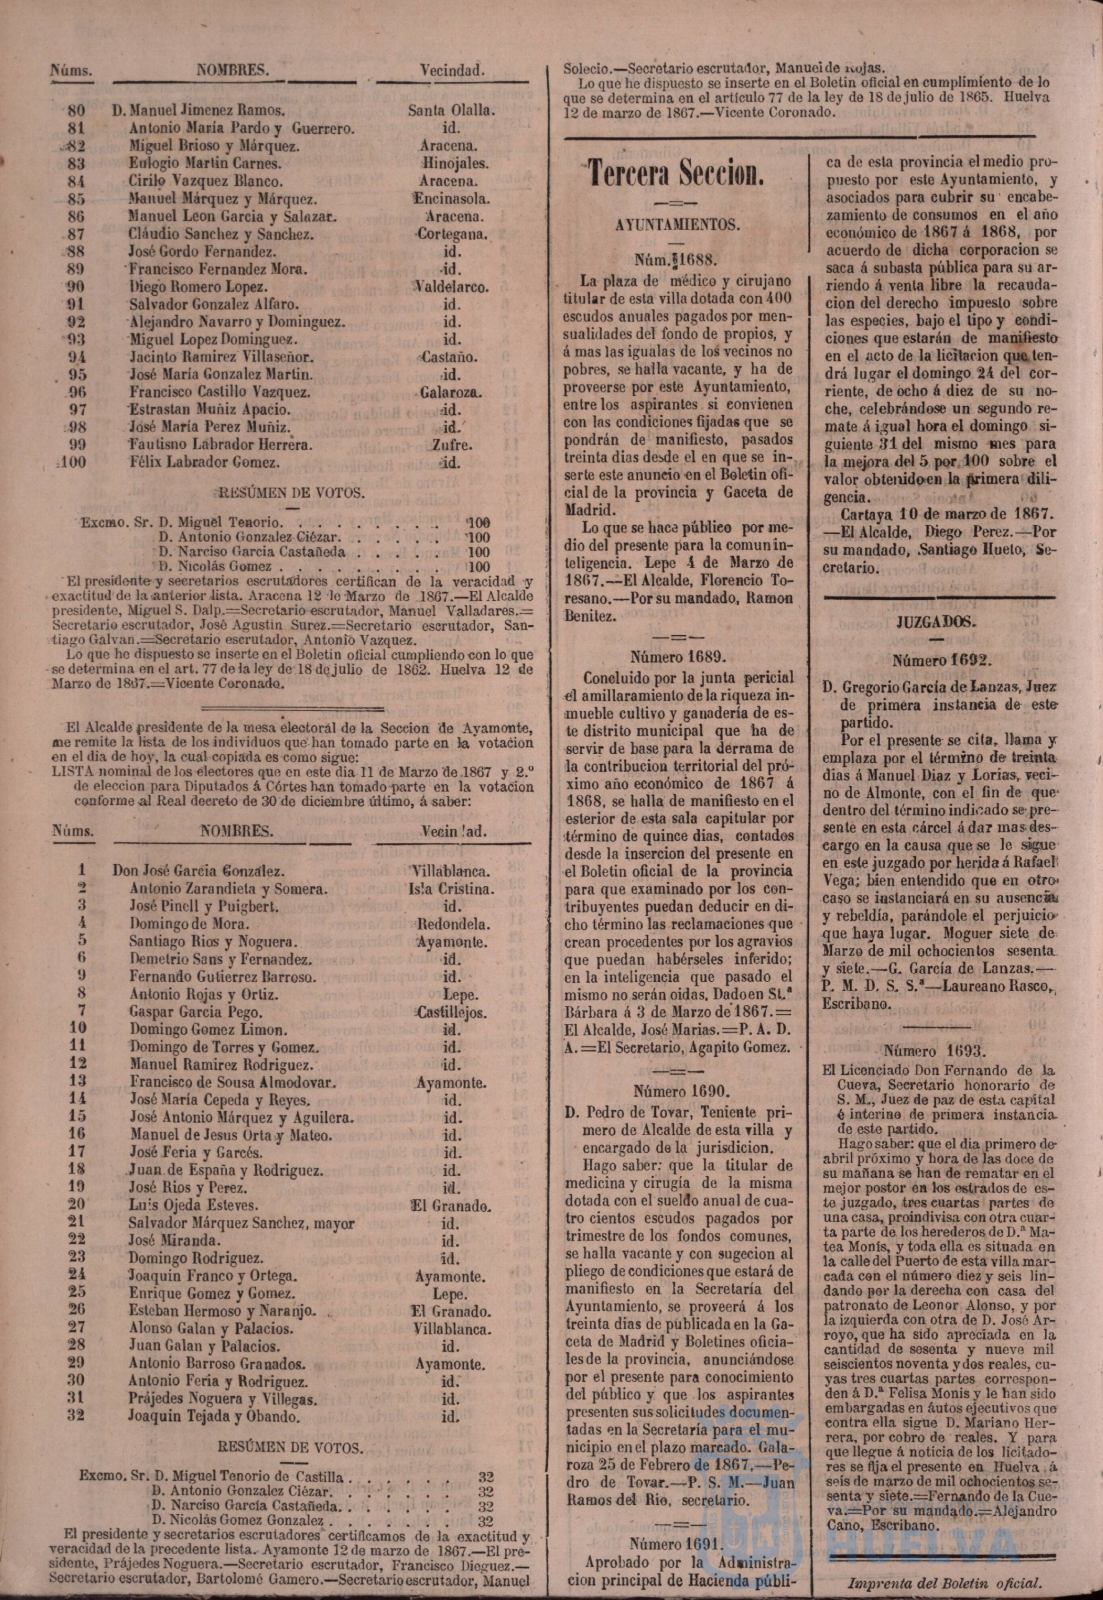 Núms. NOMBRES. Vecindad.
80 D. Manuel Jimenez Ramos. Santa Olalla.
81 Antonio María Pardo y Guerrero. id.
82 Miguel Brioso y Márquez. Aracena.
83 Eulogio Martin Carnes. Hinojales.
84 Cirilo Vazquez Blanco. Aracena.
85 Manuel Márquez y Márquez. Encinasola.
86 Manuel Leon Garcia y Salazar. Aracena.
87 Cláudio Sanchez y Sanchez. Cortegana.
88 José Gordo Fernandez. id.
89 Francisco Fernandez Mora. id.
90 Diego Romero Lopez. Valdelarco.
91 Salvador Gonzalez Alfaro. id.
92 Alejandro Navarro y Dominguez. id.
93 Miguel Lopez Dominguez. id.
94 Jacinto Ramirez Villaseñor. Castaño.
95 José María Gonzalez Martin. id.
96 Francisco Castillo Vazquez. Galaroza.
97 Estrastan Muñiz Apacio. id.
98 José María Perez Muñiz. id.
99 Fautisno Labrador Herrera. Zufre.
100 Félix Labrador Gomez. id.
RESÚMEN DE VOTOS.
Excmo. Sr. D. Miguel Tenorio. . . . . . . . . 100
D. Antonio Gonzalez Ciézar. . . . . . 100
D. Narciso Garcia Castañeda . . . . . 100
D. Nicolás Gomez . . . . . . . . . 100
El presidente y secretarios escrutadores certifican de la veracidad y
exactitud de la anterior lista. Aracena 12 de Marzo de 1867.—El Alcalde
presidente, Miguel S. Dalp.=Secretario escrutador, Manuel Valladares.=
Secretario escrutador, José Agustin Surez.=Secretario escrutador, San-
tiago Galvan.=Secretario escrutador, Antonio Vazquez.
Lo que he dispuesto se inserte en el Boletin oficial cumpliendo con lo que
se determina en el art. 77 de la ley de 18 de julio de 1862. Huelva 12 de
Marzo de 1867.=Vicente Coronado.
El Alcalde presidente de la mesa electoral de la Seccion de Ayamonte,
me remite la lista de los individuos que han tomado parte en la votacion
en el dia de hoy, la cual copiada es como sigue:
LISTA nominal de los electores que en este dia 11 de Marzo de 1867 y 2.º
de eleccion para Diputados á Córtes han tomado parte en la votacion
conforme al Real decreto de 30 de diciembre último, á saber:
Núms. NOMBRES. Vecindad.
1 Don José Garcia Gonzalez. Villablanca.
2 Antonio Zarandieta y Somera. Isla Cristina.
3 José Pinell y Puigbert. id.
4 Domingo de Mora. Redondela.
5 Santiago Rios y Noguera. Ayamonte.
6 Demetrio Sans y Fernandez. id.
9 Fernando Gutierrez Barroso. id.
8 Antonio Rojas y Ortiz. Lepe.
7 Gaspar Garcia Pego. Castillejos.
10 Domingo Gomez Limon. id.
11 Domingo de Torres y Gomez. id.
12 Manuel Ramirez Rodriguez. id.
13 Francisco de Sousa Almodovar. Ayamonte.
14 José María Cepeda y Reyes. id.
15 José Antonio Márquez y Aguilera. id.
16 Manuel de Jesus Orta y Mateo. id.
17 José Feria y Garcés. id.
18 Juan de España y Rodriguez. id.
19 José Rios y Perez. id.
20 Luis Ojeda Esteves. El Granado.
21 Salvador Márquez Sanchez, mayor id.
22 José Miranda. id.
23 Domingo Rodriguez. id.
24 Joaquin Franco y Ortega. Ayamonte.
25 Enrique Gomez y Gomez. Lepe.
26 Esteban Hermoso y Naranjo. El Granado.
27 Alonso Galan y Palacios. Villablanca.
28 Juan Galan y Palacios. id.
29 Antonio Barroso Granados. Ayamonte.
30 Antonio Feria y Rodriguez. id.
31 Prájedes Noguera y Villegas. id.
32 Joaquin Tejada y Obando. id.
RESÚMEN DE VOTOS.
Excmo. Sr. D. Miguel Tenorio de Castilla . . . . . 32
D. Antonio Gonzalez Ciézar. . . . . . 32
D. Narciso García Castañeda. . . . . . 32
D. Nicolás Gomez Gonzalez . . . . . . 32
El presidente y secretarios escrutadores certificamos de la exactitud y
veracidad de la precedente lista. Ayamonte 12 de marzo de 1867.—El pre-
sidente, Prájedes Noguera.—Secretario escrutador, Francisco Dieguez.—
Secretario escrutador, Bartolomé Gamero.—Secretario escrutador, Manuel
Solecio.—Secretario escrutador, Manuel de Rojas.
Lo que he dispuesto se inserte en el Boletin oficial en cumplimiento de lo
que se determina en el artículo 77 de la ley de 18 de julio de 1865. Huelva
12 de marzo de 1867.—Vicente Coronado.
Tercera Seccion.
AYUNTAMIENTOS.
Núm. 1688.
La plaza de médico y cirujano
titular de esta villa dotada con 400
escudos anuales pagados por men-
sualidades del fondo de propios, y
á mas las igualas de los vecinos no
pobres, se halla vacante, y ha de
proveerse por este Ayuntamiento,
entre los aspirantes si convienen
con las condiciones fijadas que se
pondrán de manifiesto, pasados
treinta dias desde el en que se in-
serte este anuncio en el Boletin ofi-
cial de la provincia y Gaceta de
Madrid.
Lo que se hace público por me-
dio del presente para la comun in-
teligencia. Lepe 4 de Marzo de
1867.—El Alcalde, Florencio To-
resano.—Por su mandado, Ramon
Benitez.
Número 1689.
Concluido por la junta pericial
el amillaramiento de la riqueza in-
mueble cultivo y ganadería de es-
te distrito municipal que ha de
servir de base para la derrama de
la contribucion territorial del pró-
ximo año económico de 1867 á
1868, se halla de manifiesto en el
esterior de esta sala capitular por
término de quince dias, contados
desde la insercion del presente en
el Boletin oficial de la provincia
para que examinado por los con-
tribuyentes puedan deducir en di-
cho término las reclamaciones que
crean procedentes por los agravios
que puedan habérseles inferido;
en la inteligencia que pasado el
mismo no serán oidas. Dado en St.ª
Bárbara á 3 de Marzo de 1867.=
El Alcalde, José Marias.=P. A. D.
A.=El Secretario, Agapito Gomez.
Número 1690.
D. Pedro de Tovar, Teniente pri-
mero de Alcalde de esta villa y
encargado de la jurisdicion.
Hago saber: que la titular de
medicina y cirugía de la misma
dotada con el sueldo anual de cua-
tro cientos escudos pagados por
trimestre de los fondos comunes,
se halla vacante y con sugecion al
pliego de condiciones que estará de
manifiesto en la Secretaría del
Ayuntamiento, se proveerá á los
treinta dias de publicada en la Ga-
ceta de Madrid y Boletines oficia-
les de la provincia, anunciándose
por el presente para conocimiento
del público y que los aspirantes
presenten sus solicitudes documen-
tadas en la Secretaría para el mu-
nicipio en el plazo marcado. Gala-
roza 25 de Febrero de 1867.—Pe-
dro de Tovar.—P. S. M.—Juan
Ramos del Rio, secretario.
Número 1691.
Aprobado por la Administra-
cion principal de Hacienda públi-
ca de esta provincia el medio pro-
puesto por este Ayuntamiento, y
asociados para cubrir su encabe-
zamiento de consumos en el año
económico de 1867 á 1868, por
acuerdo de dicha corporacion se
saca á subasta pública para su ar-
riendo á venta libre la recauda-
cion del derecho impuesto sobre
las especies, bajo el tipo y condi-
ciones que estarán de manifiesto
en el acto de la licitacion que ten-
drá lugar el domingo 24 del cor-
riente, de ocho á diez de su no-
che, celebrándose un segundo re-
mate á igual hora el domingo si-
guiente 31 del mismo mes para
la mejora del 5 por 100 sobre el
valor obtenido en la primera dili-
gencia.
Cartaya 10 de marzo de 1867.
—El Alcalde, Diego Perez.—Por
su mandado, Santiago Hueto, Se-
cretario.
JUZGADOS.
Número 1692.
D. Gregorio García de Lanzas, Juez
de primera instancia de este
partido.
Por el presente se cita, llama y
emplaza por el término de treinta
dias á Manuel Diaz y Lorias, veci-
no de Almonte, con el fin de que
dentro del término indicado se pre-
sente en esta cárcel á dar mas des-
cargo en la causa que se le sigue
en este juzgado por herida á Rafael
Vega; bien entendido que en otro
caso se instanciará en su ausencia
y rebeldía, parándole el perjuicio
que haya lugar. Moguer siete de
Marzo de mil ochocientos sesenta
y siete.—G. García de Lanzas.—
P. M. D. S. S.ª—Laureano Rasco,
Escribano.
Número 1693.
El Licenciado Don Fernando de la
Cueva, Secretario honorario de
S. M., Juez de paz de esta capital
é interino de primera instancia
de este partido.
Hago saber: que el dia primero de
abril próximo y hora de las doce de
su mañana se han de rematar en el
mejor postor en los estrados de es-
te juzgado, tres cuartas partes de
una casa, proindivisa con otra cuar-
ta parte de los herederos de D.ª Ma-
tea Monis, y toda ella es situada en
la calle del Puerto de esta villa mar-
cada con el número diez y seis lin-
dando por la derecha con casa del
patronato de Leonor Alonso, y por
la izquierda con otra de D. José Ar-
royo, que ha sido apreciada en la
cantidad de sesenta y nueve mil
seiscientos noventa y dos reales, cu-
yas tres cuartas partes correspon-
den á D.ª Felisa Monis y le han sido
embargadas en áutos ejecutivos que
contra ella sigue D. Mariano Her-
rera, por cobro de reales. Y para
que llegue á noticia de los licitado-
res se fija el presente en Huelva á
seis de marzo de mil ochocientos se-
senta y siete.=Fernando de la Cue-
va.=Por su mandado.=Alejandro
Cano, Escribano.
HUELVA
Imprenta del Boletin oficial.